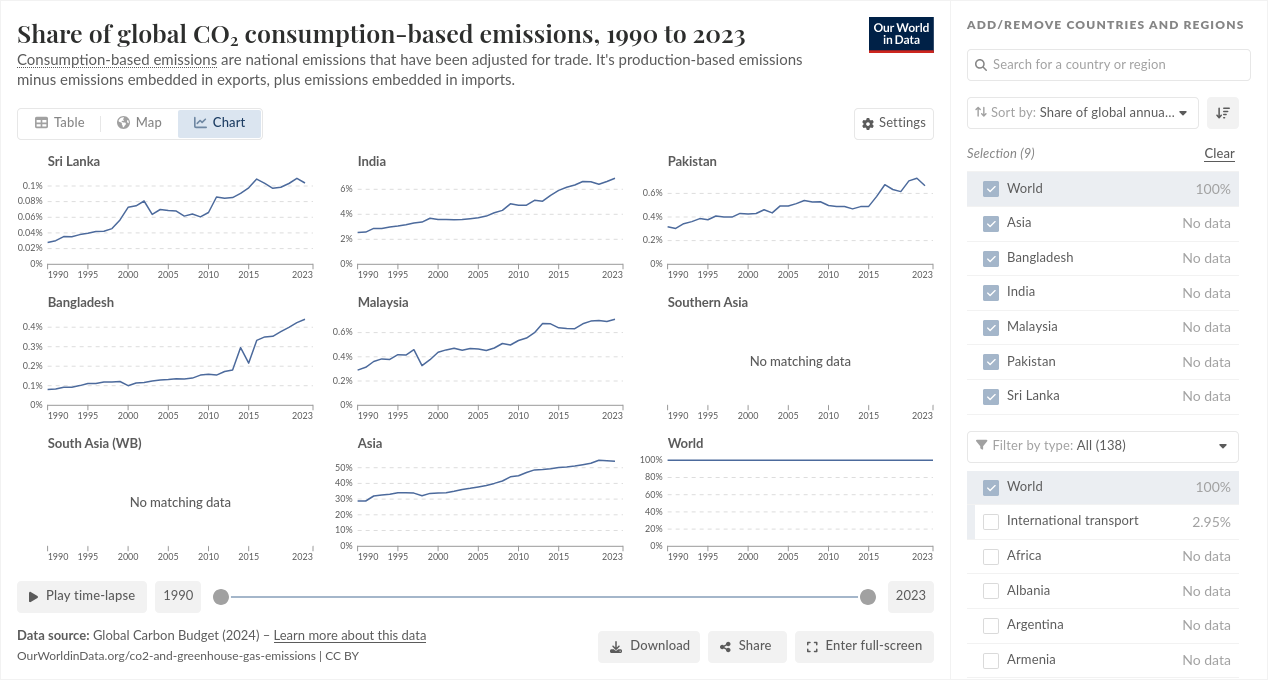 Share of global CO₂ consumption-based emissions, 1990 to 2023
Our World
in Data
Consumption-based emissions are national emissions that have been adjusted for trade. It's production-based emissions
minus emissions embedded in exports, plus emissions embedded in imports.
Table
Map
Chart
Settings
Sri Lanka
0.1%
0.08%
0.06%
0.04%
0.02%
0%
1990 1995 2000 2005 2010 2015 2023
India
6%
4%
2%
0%
1990 1995 2000 2005 2010 2015 2023
Pakistan
0.6%
0.4%
0.2%
0%
1990 1995 2000 2005 2010 2015 2023
Bangladesh
0.4%
0.3%
0.2%
0.1%
0%
1990 1995 2000 2005 2010 2015 2023
Malaysia
0.6%
0.4%
0.2%
0%
1990 1995 2000 2005 2010 2015 2023
Southern Asia
No matching data
1990 1995 2000 2005 2010 2015 2023
South Asia (WB)
No matching data
1990 1995 2000 2005 2010 2015 2023
Asia
50%
40%
30%
20%
10%
0%
1990 1995 2000 2005 2010 2015 2023
World
100%
80%
60%
40%
20%
0%
1990 1995 2000 2005 2010 2015 2023
Play time-lapse
1990
2023
Data source: Global Carbon Budget (2024) – Learn more about this data
OurWorldinData.org/co2-and-greenhouse-gas-emissions | CC BY
Download
Share
Enter full-screen
ADD/REMOVE COUNTRIES AND REGIONS
Search for a country or region
Sort by: Share of global annua...
Selection (9)
Clear
World 100%
Asia No data
Bangladesh No data
India No data
Malaysia No data
Pakistan No data
Sri Lanka No data
Filter by type: All (138)
World 100%
International transport 2.95%
Africa No data
Albania No data
Argentina No data
Armenia No data